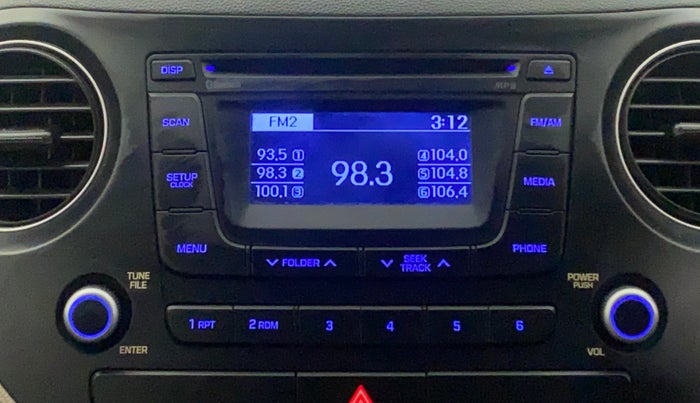 DISP
MP3
SCAN
FM2 3:12
FM/AM
93.5 1
98.3 2
100.1 3
98.3
4 104.0
5 104.8
6 106.4
SETUP
CLOCK
MEDIA
MENU
FOLDER
SEEK
TRACK
PHONE
TUNE
FILE
POWER
PUSH
1 RPT 2 RDM 3 4 5 6
ENTER
VOL